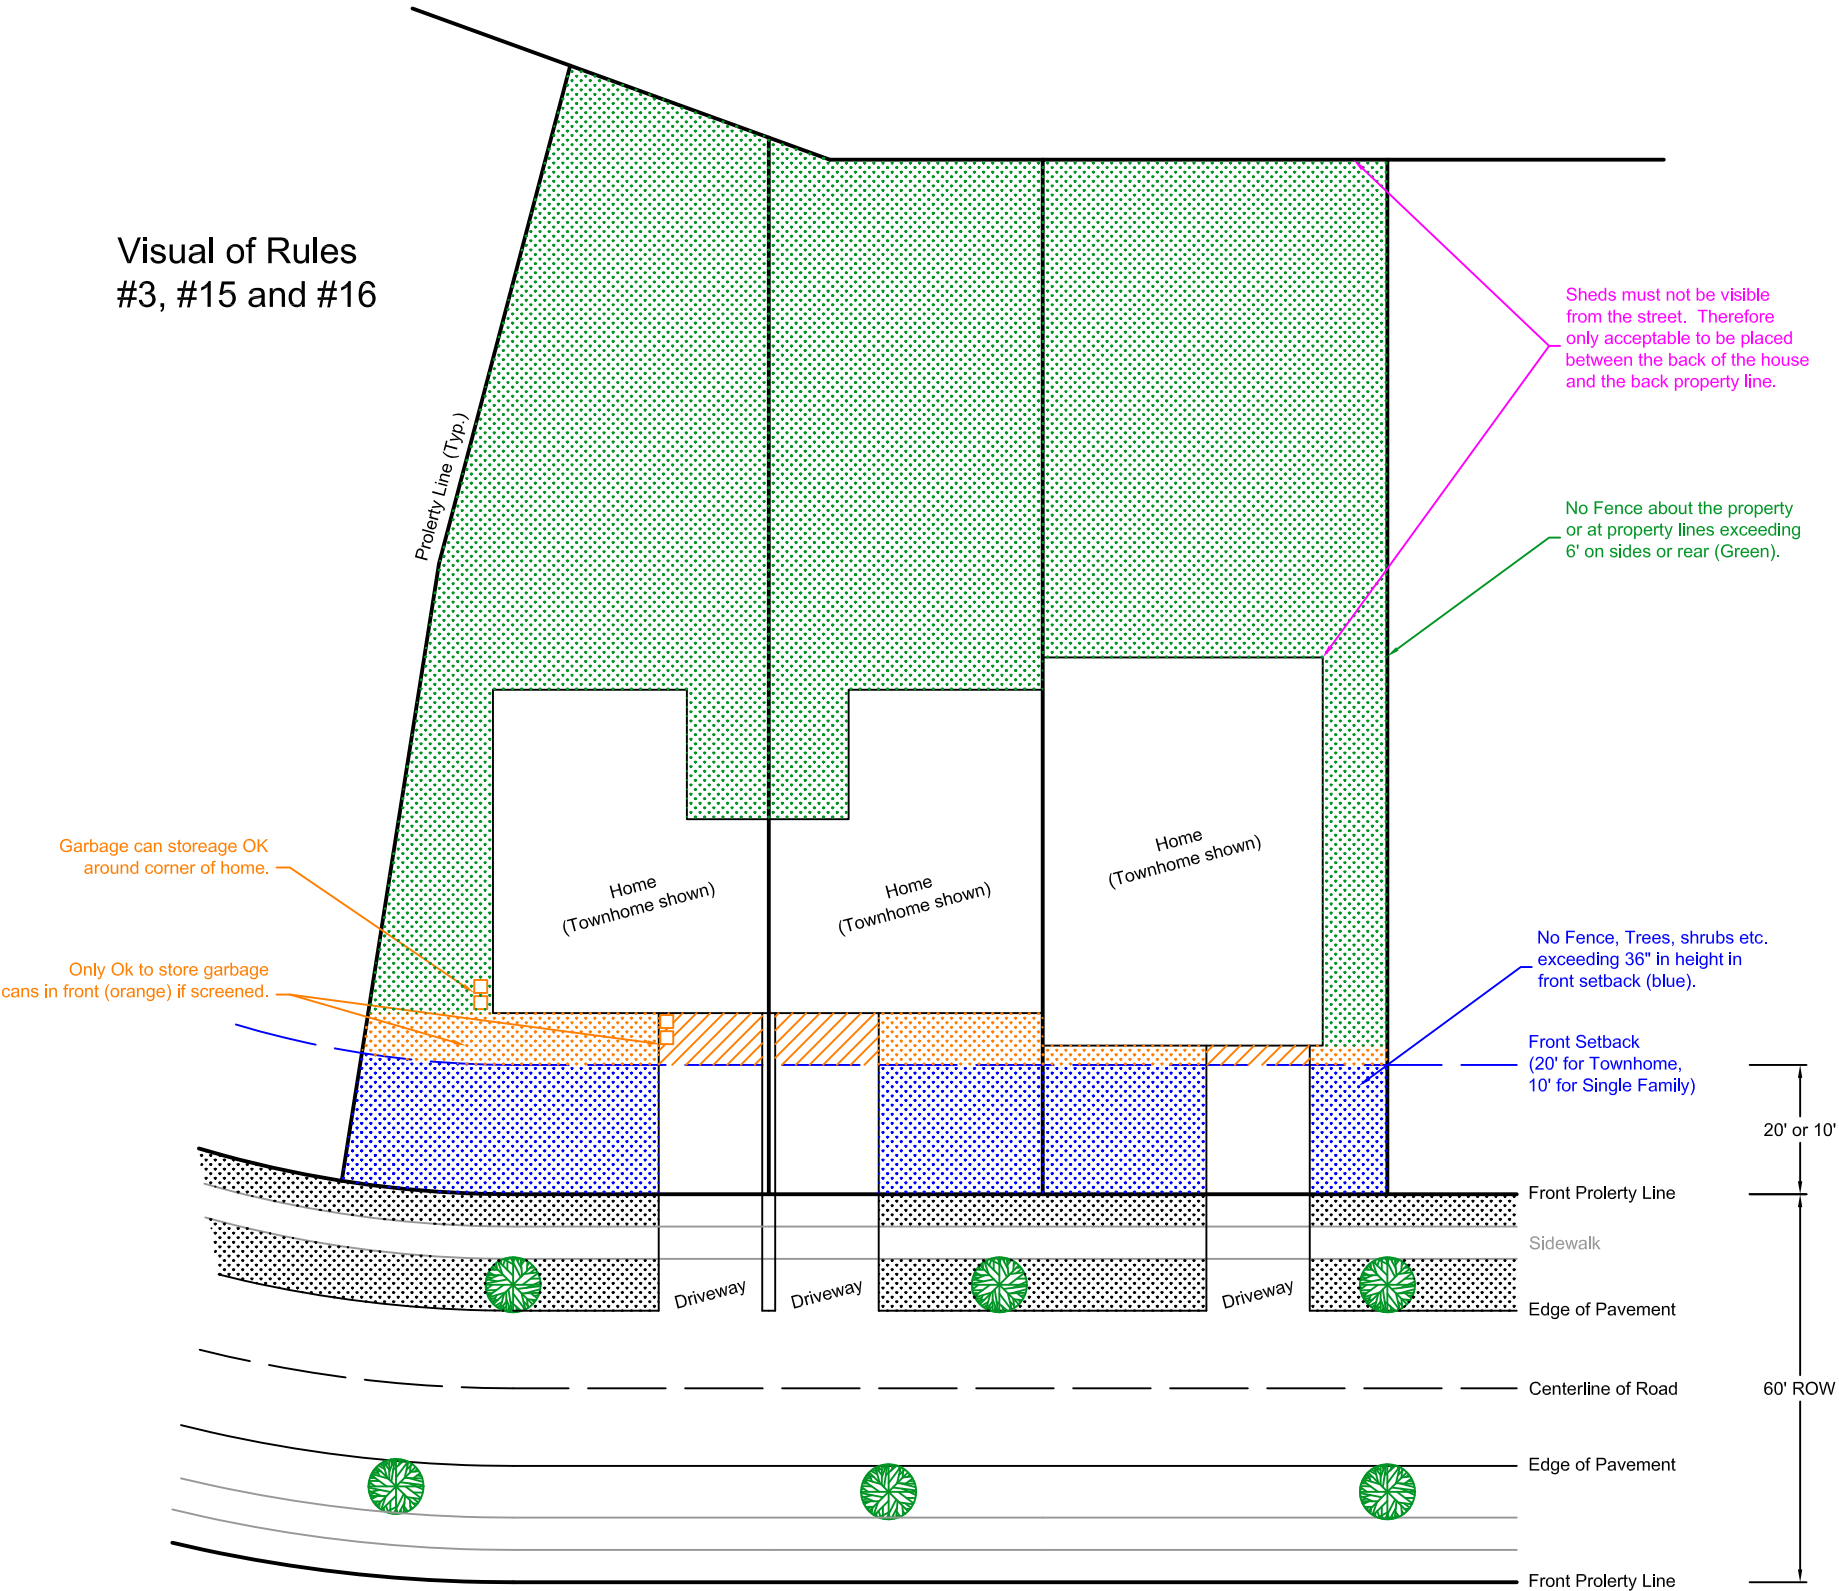 Visual of Rules
#3, #15 and #16
Prolerty Line (Typ.)
Sheds must not be visible
from the street.  Therefore
only acceptable to be placed
between the back of the house
and the back property line.
No Fence about the property
or at property lines exceeding
6' on sides or rear (Green).
Garbage can storeage OK
around corner of home.
Only Ok to store garbage
cans in front (orange) if screened.
Home
(Townhome shown)
Home
(Townhome shown)
Home
(Townhome shown)
No Fence, Trees, shrubs etc.
exceeding 36" in height in
front setback (blue).
Front Setback
(20' for Townhome,
10' for Single Family)
20' or 10'
Front Prolerty Line
Sidewalk
Driveway
Driveway
Driveway
Edge of Pavement
Centerline of Road
60' ROW
Edge of Pavement
Front Prolerty Line